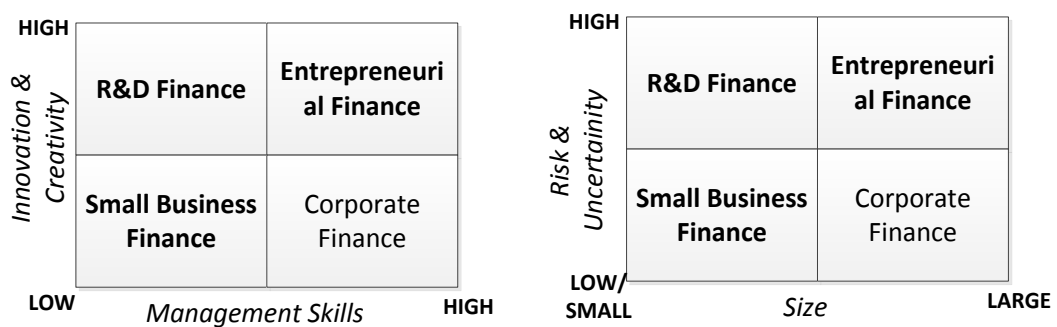 HIGH
Innovation &
Creativity
R&D Finance
Entrepreneuri
al Finance
Small Business
Finance
Corporate
Finance
LOW
Management Skills
HIGH
HIGH
Risk &
Uncertainity
R&D Finance
Entrepreneuri
al Finance
Small Business
Finance
Corporate
Finance
LOW/
SMALL
Size
LARGE